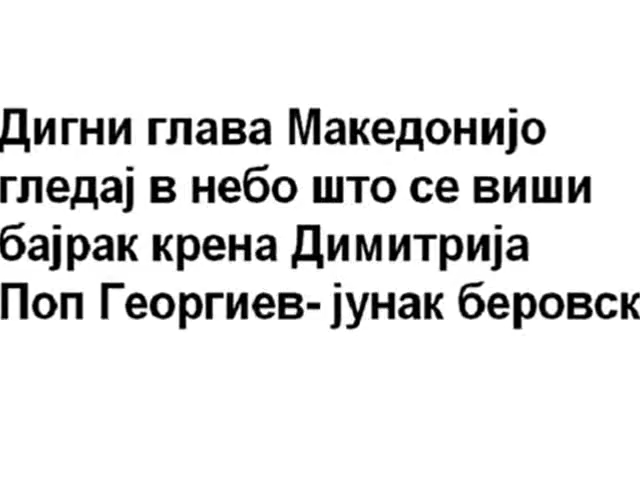 Дигни глава Македонијо
гледај в небо што се виши
бајрак крена Димитрија
Поп Георгиев- јунак беровск